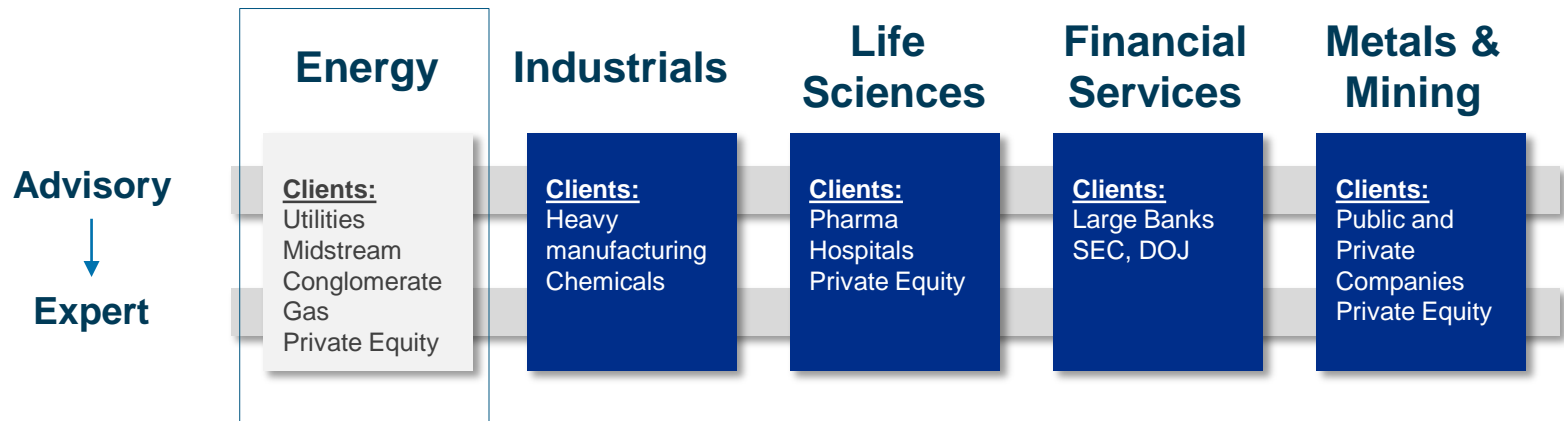 Energy
Industrials
Life
Sciences
Financial
Services
Metals &
Mining
Advisory
Expert
Clients:
Utilities
Midstream
Conglomerate
Gas
Private Equity
Clients:
Heavy
manufacturing
Chemicals
Clients:
Pharma
Hospitals
Private Equity
Clients:
Large Banks
SEC, DOJ
Clients:
Public and
Private
Companies
Private Equity